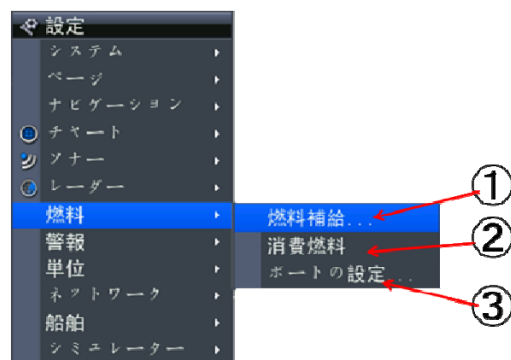 設定
システム
ページ
ナビゲーション
チャート
ソナー
レーダー
燃料
燃料補給...
①
警報
消費燃料
②
単位
ボートの設定...
ネットワーク
③
船舶
シミュレーター